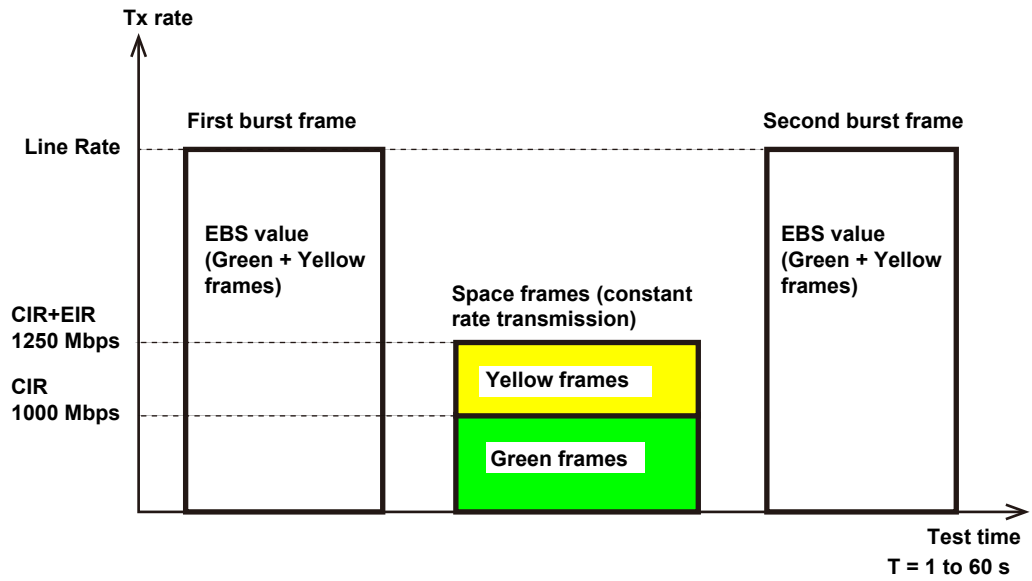 Tx rate
First burst frame
Second burst frame
Line Rate
EBS value
(Green + Yellow
frames)
EBS value
(Green + Yellow
frames)
Space frames (constant
rate transmission)
CIR+EIR
1250 Mbps
Yellow frames
CIR
1000 Mbps
Green frames
Test time
T = 1 to 60 s